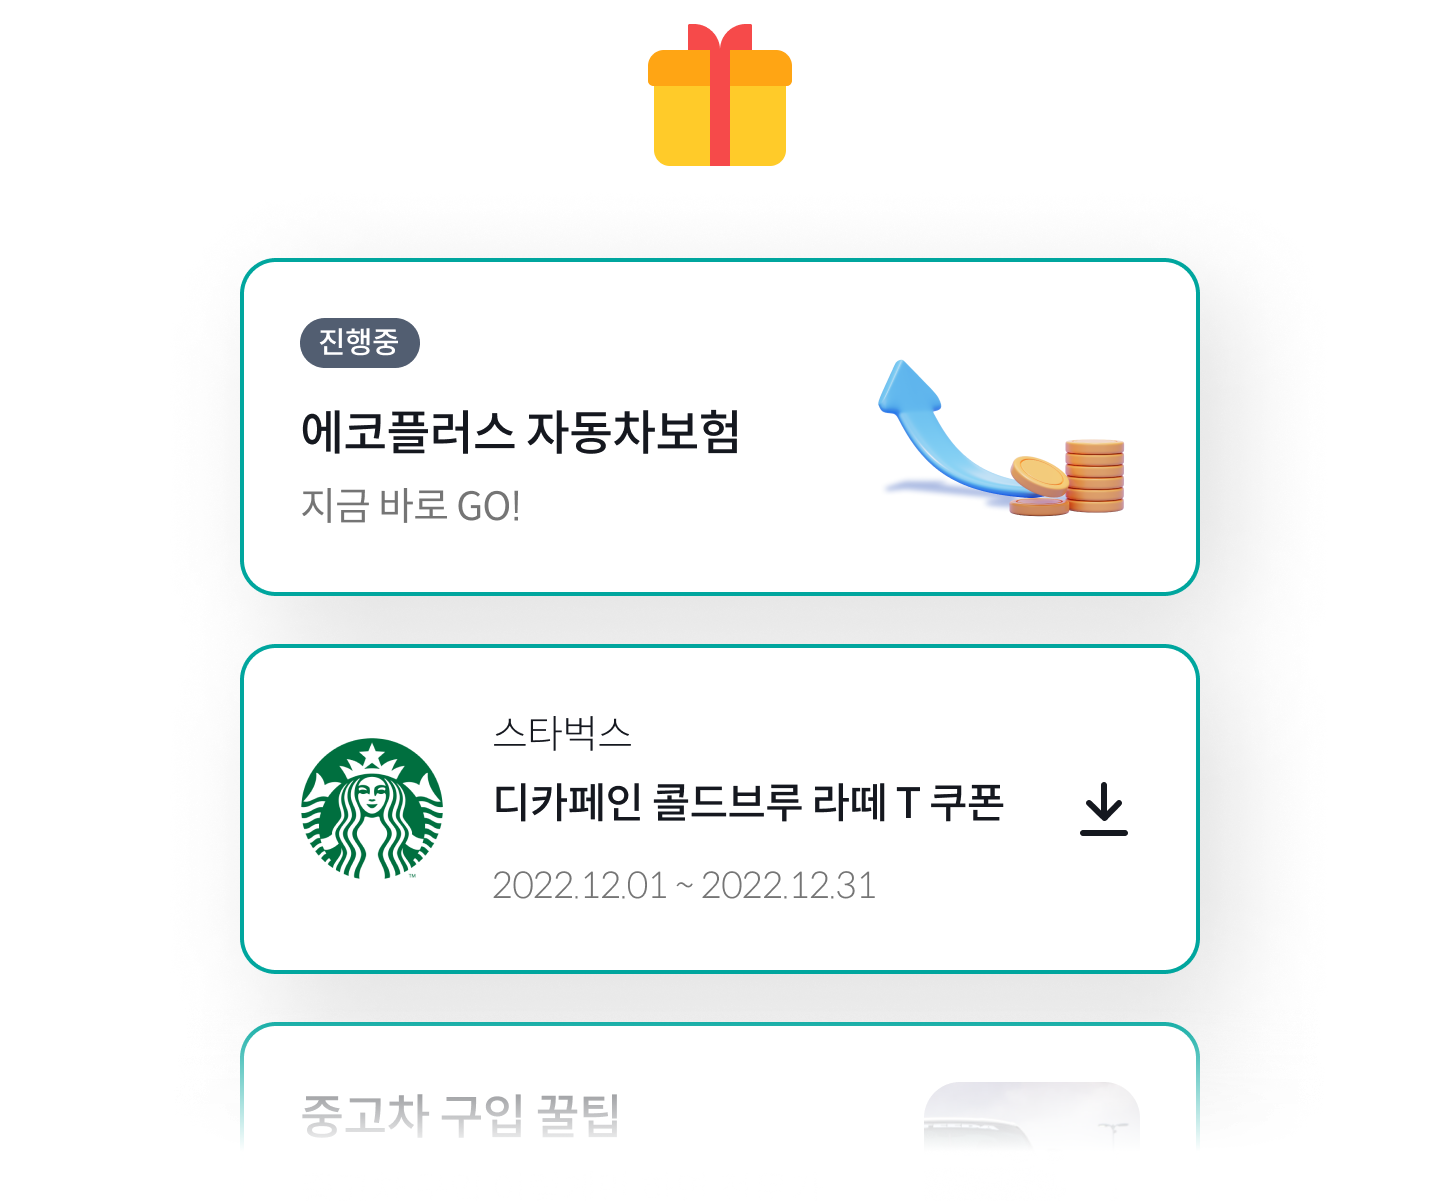 진행중
에코플러스 자동차보험
지금 바로 GO!
스타벅스
디카페인 콜드브루 라떼 T 쿠폰
2022.12.01 ~ 2022.12.31
중고차 구입 꿀팁